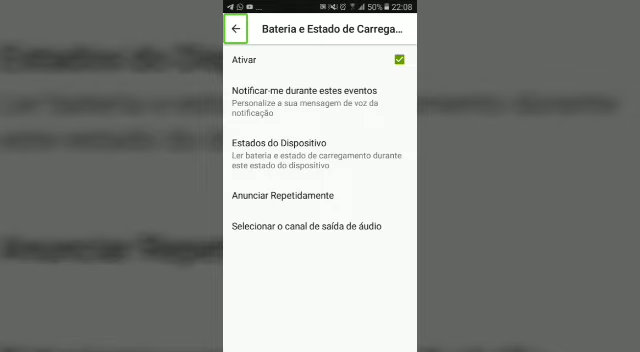 ... 50% 22:08
Bateria e Estado de Carrega...
Ativar
Notificar-me durante estes eventos
Personalize a sua mensagem de voz da
notificação
Estados do Dispositivo
Ler bateria e estado de carregamento durante
este estado do dispositivo
Anunciar Repetidamente
Selecionar o canal de saída de áudio